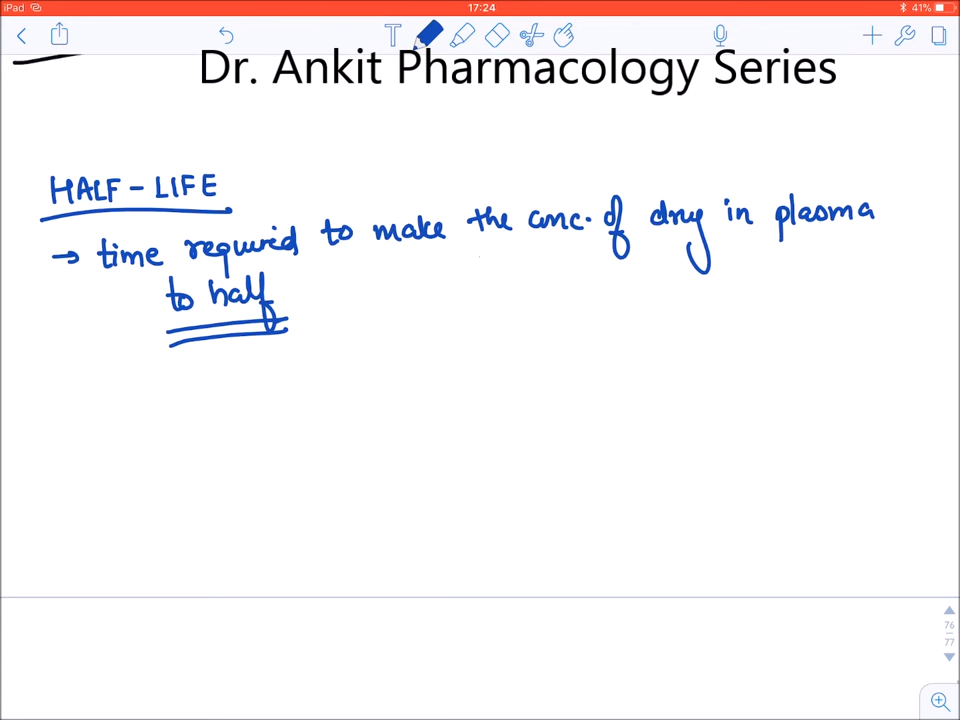 iPad 17:24 41%
T
Dr. Ankit Pharmacology Series
HALF-LIFE
→ time required to make the conc. of drug in plasma
to half
76
77